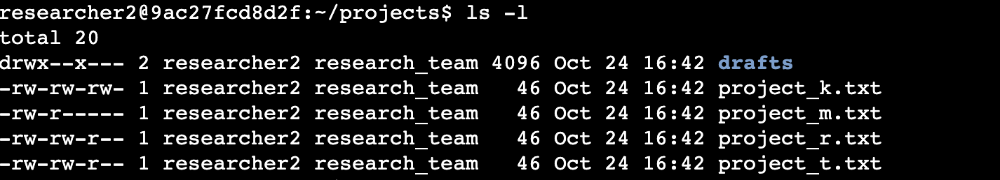 researcher2@9ac27fcd8d2f:~/projects$ ls -l
total 20
drwx--x--- 2 researcher2 research_team 4096 Oct 24 16:42 drafts
-rw-rw-rw- 1 researcher2 research_team   46 Oct 24 16:42 project_k.txt
-rw-r----- 1 researcher2 research_team   46 Oct 24 16:42 project_m.txt
-rw-rw-r-- 1 researcher2 research_team   46 Oct 24 16:42 project_r.txt
-rw-rw-r-- 1 researcher2 research_team   46 Oct 24 16:42 project_t.txt